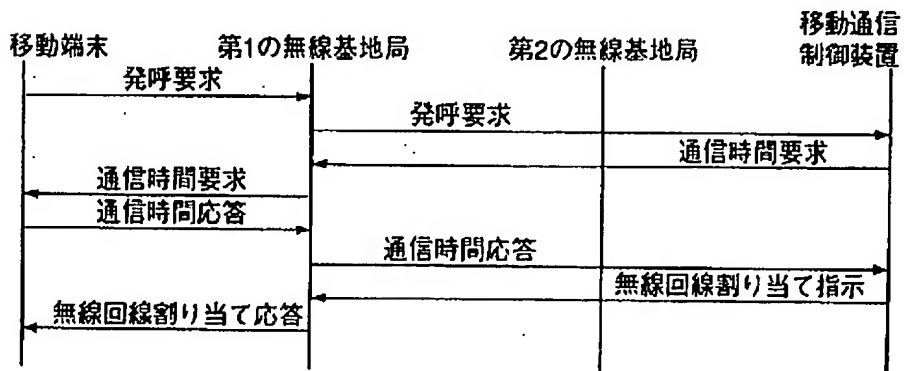 移動端末
第1の無線基地局
第2の無線基地局
移動通信
制御装置
発呼要求
発呼要求
通信時間要求
通信時間要求
通信時間応答
通信時間応答
無線回線割り当て指示
無線回線割り当て応答